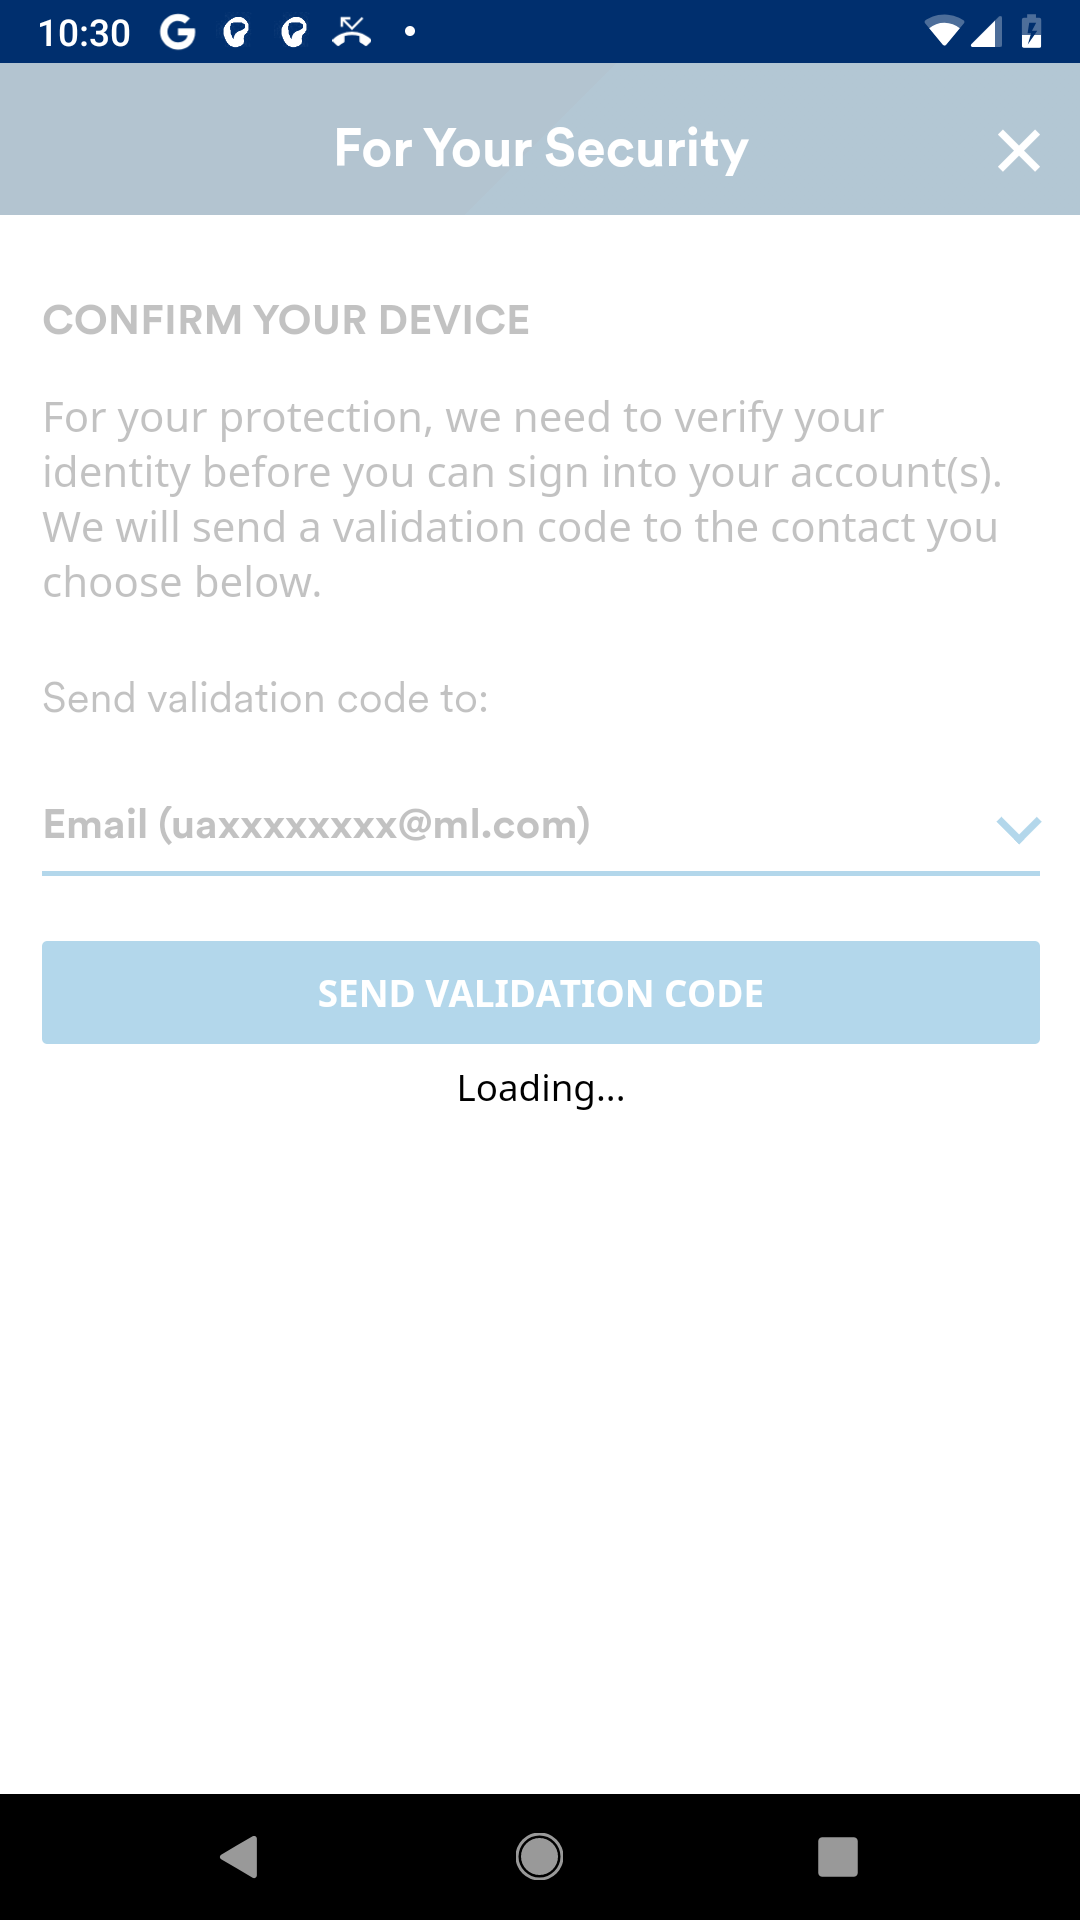 10:30
For Your Security
CONFIRM YOUR DEVICE
For your protection, we need to verify your
identity before you can sign into your account(s).
We will send a validation code to the contact you
choose below.
Send validation code to:
Email (uaxxxxxxxx@ml.com)
SEND VALIDATION CODE
Loading...